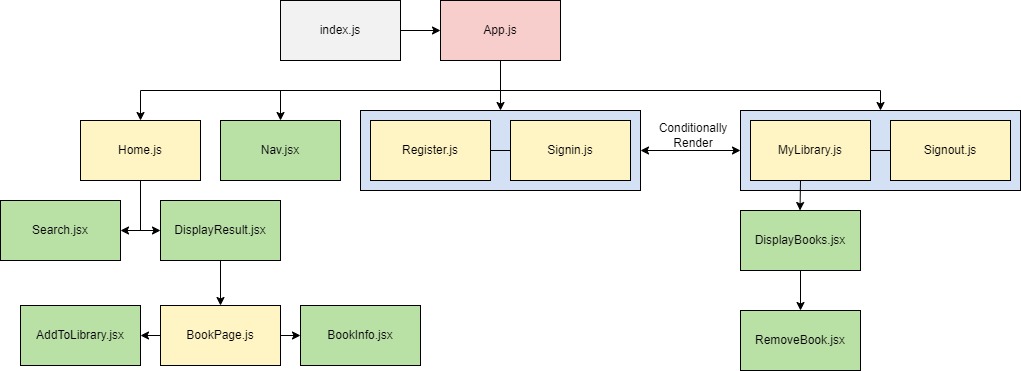 index.js
App.js
Home.js
Nav.jsx
Register.js
Signin.js
Conditionally
Render
MyLibrary.js
Signout.js
Search.jsx
DisplayResult.jsx
DisplayBooks.jsx
AddToLibrary.jsx
BookPage.js
BookInfo.jsx
RemoveBook.jsx